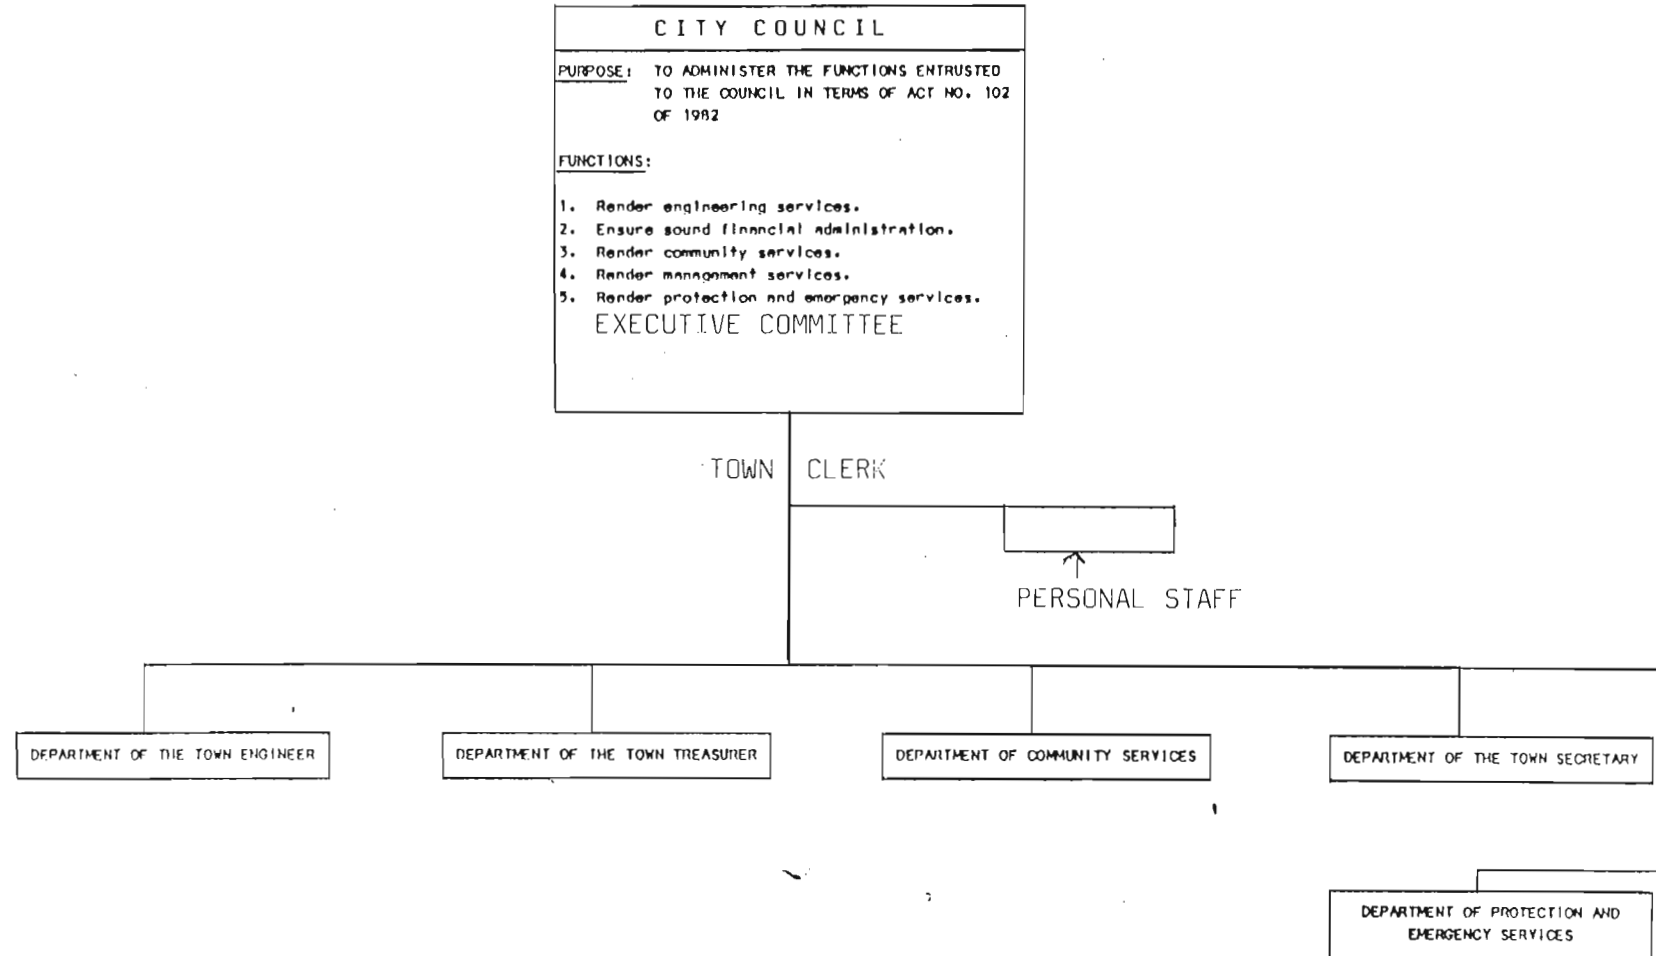 CITY COUNCIL
PURPOSE: TO ADMINISTER THE FUNCTIONS ENTRUSTED
TO THE COUNCIL IN TERMS OF ACT NO. 102
OF 1982
FUNCTIONS:
1. Render engineering services.
2. Ensure sound financial administration.
3. Render community services.
4. Render management services.
5. Render protection and emergency services.
EXECUTIVE COMMITTEE
TOWN CLERK
PERSONAL STAFF
DEPARTMENT OF THE TOWN ENGINEER
DEPARTMENT OF THE TOWN TREASURER
DEPARTMENT OF COMMUNITY SERVICES
DEPARTMENT OF THE TOWN SECRETARY
DEPARTMENT OF PROTECTION AND
EMERGENCY SERVICES